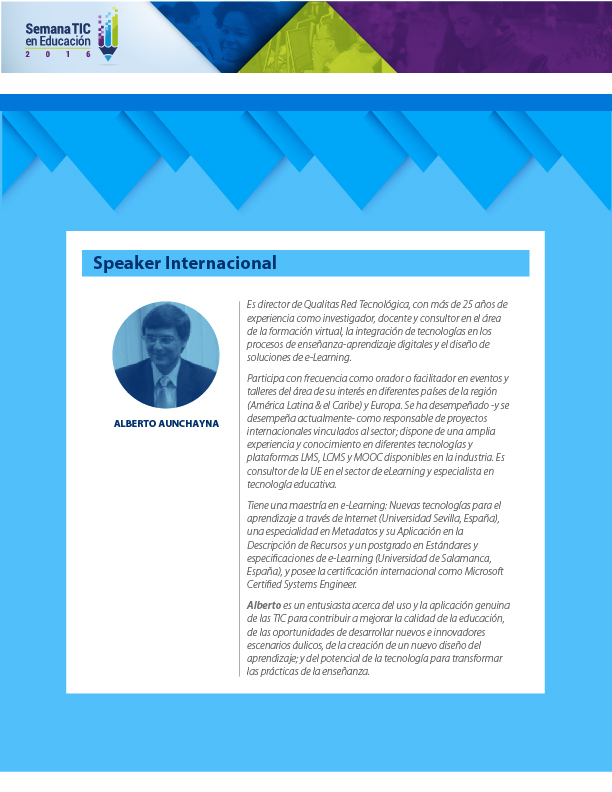 Semana TIC
en Educación
2016
Speaker Internacional
ALBERTO AUNCHAYNA
Es director de Qualitas Red Tecnológica, con más de 25 años de
experiencia como investigador, docente y consultor en el área
de la formación virtual, la integración de tecnologías en los
procesos de enseñanza-aprendizaje digitales y el diseño de
soluciones de e-Learning.
Participa con frecuencia como orador o facilitador en eventos y
talleres del área de su interés en diferentes países de la región
(América Latina & el Caribe) y Europa. Se ha desempeñado -y se
desempeña actualmente- como responsable de proyectos
internacionales vinculados al sector; dispone de una amplia
experiencia y conocimiento en diferentes tecnologías y
plataformas LMS, LCMS y MOOC disponibles en la industria. Es
consultor de la UE en el sector de eLearning y especialista en
tecnología educativa.
Tiene una maestría en e-Learning: Nuevas tecnologías para el
aprendizaje a través de Internet (Universidad Sevilla, España),
una especialidad en Metadatos y su Aplicación en la
Descripción de Recursos y un postgrado en Estándares y
especificaciones de e-Learning (Universidad de Salamanca,
España), y posee la certificación internacional como Microsoft
Certified Systems Engineer.
Alberto es un entusiasta acerca del uso y la aplicación genuina
de las TIC para contribuir a mejorar la calidad de la educación,
de las oportunidades de desarrollar nuevos e innovadores
escenarios áulicos, de la creación de un nuevo diseño del
aprendizaje; y del potencial de la tecnología para transformar
las prácticas de la enseñanza.